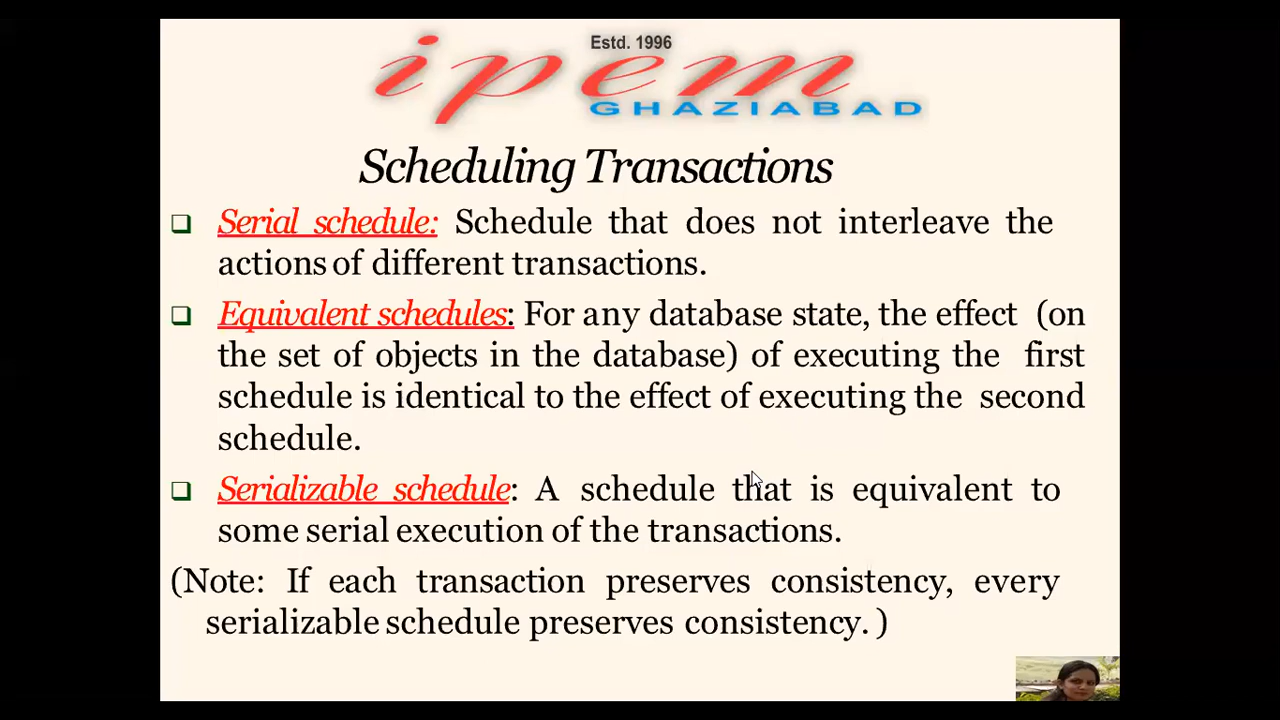 Estd. 1996
ipem
GHAZIABAD
Scheduling Transactions
❑ Serial schedule: Schedule that does not interleave the
actions of different transactions.
❑ Equivalent schedules: For any database state, the effect (on
the set of objects in the database) of executing the first
schedule is identical to the effect of executing the second
schedule.
❑ Serializable schedule: A schedule that is equivalent to
some serial execution of the transactions.
(Note: If each transaction preserves consistency, every
serializable schedule preserves consistency. )